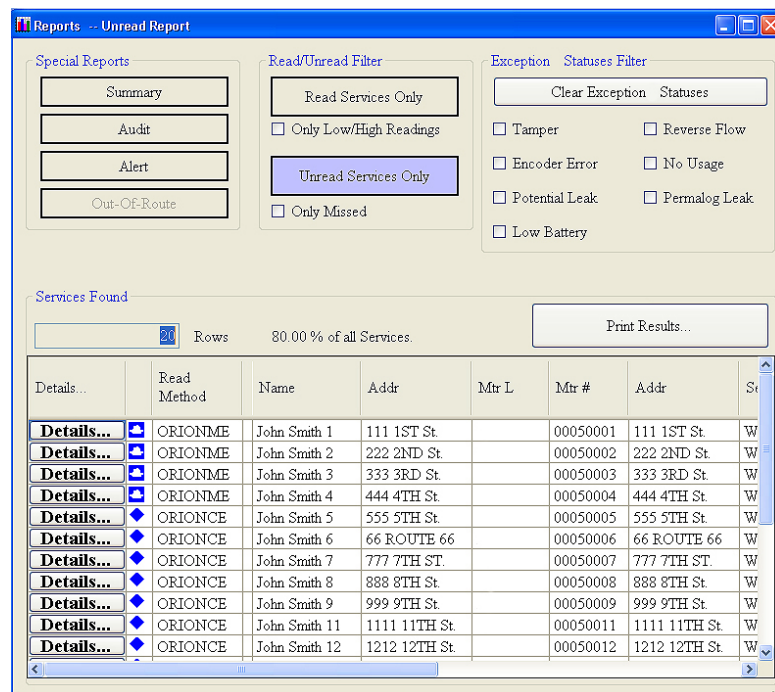 Reports -- Unread Report
Special Reports
Summary
Audit
Alert
Out-Of-Route
Read/Unread Filter
Read Services Only
Only Low/High Readings
Unread Services Only
Only Missed
Exception Statuses Filter
Clear Exception Statuses
Tamper Reverse Flow
Encoder Error No Usage
Potential Leak Permalog Leak
Low Battery
Services Found
20 Rows 80.00 % of all Services.
Print Results...
Details... Read Method Name Addr Mtr L Mtr # Addr Se
Details... ORIONME John Smith 1 111 1ST St. 00050001 111 1ST St. W
Details... ORIONME John Smith 2 222 2ND St. 00050002 222 2ND St. W
Details... ORIONME John Smith 3 333 3RD St. 00050003 333 3RD St. W
Details... ORIONME John Smith 4 444 4TH St. 00050004 444 4TH St. W
Details... ORIONCE John Smith 5 555 5TH St. 00050005 555 5TH St. W
Details... ORIONCE John Smith 6 66 ROUTE 66 00050006 66 ROUTE 66 W
Details... ORIONCE John Smith 7 777 7TH ST. 00050007 777 7TH ST. W
Details... ORIONCE John Smith 8 888 8TH St. 00050008 888 8TH St. W
Details... ORIONCE John Smith 9 999 9TH St. 00050009 999 9TH St. W
Details... ORIONCE John Smith 11 1111 11TH St. 00050011 1111 11TH St. W
Details... ORIONCE John Smith 12 1212 12TH St. 00050012 1212 12TH St. W